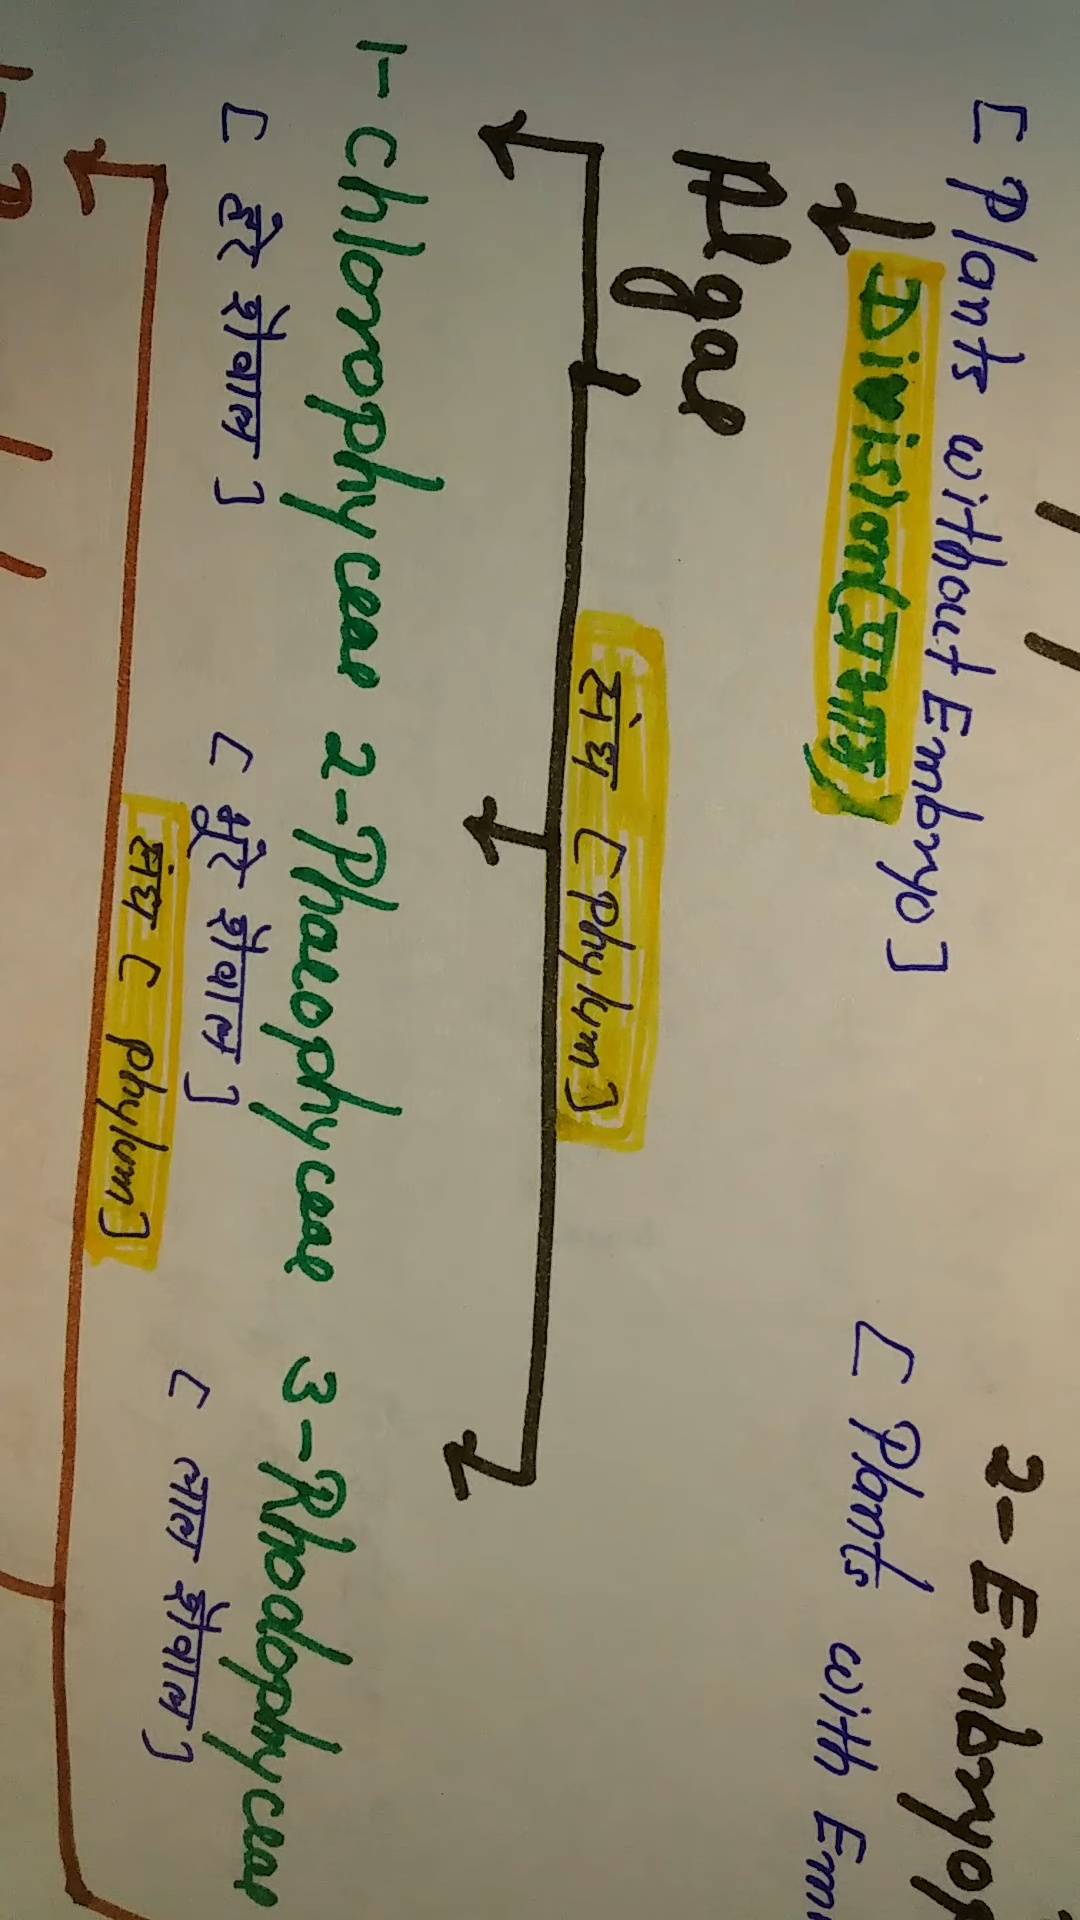 2- Embryo
[ Plants without Embryo]
[ Plants with Em
Division(प्रभाग)
Algae
संघ [ phylum]
1- Chlorophyceae 2-Phaeophyceae 3-Rhodophyceae
[ हरे शैवाल ]
[ भूरे शैवाल ]
[ लाल शैवाल ]
संघ [ phylum]